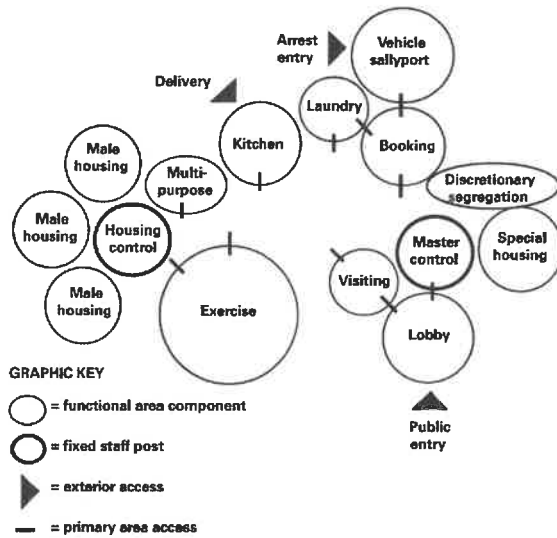 Arrest
entry
Vehicle
sallyport
Delivery
Laundry
Kitchen
Booking
Male
housing
Multi-
purpose
Discretionary
segregation
Male
housing
Housing
control
Master
control
Special
housing
Visiting
Male
housing
Exercise
Lobby
GRAPHIC KEY
= functional area component
Public
entry
= fixed staff post
= exterior access
= primary area access